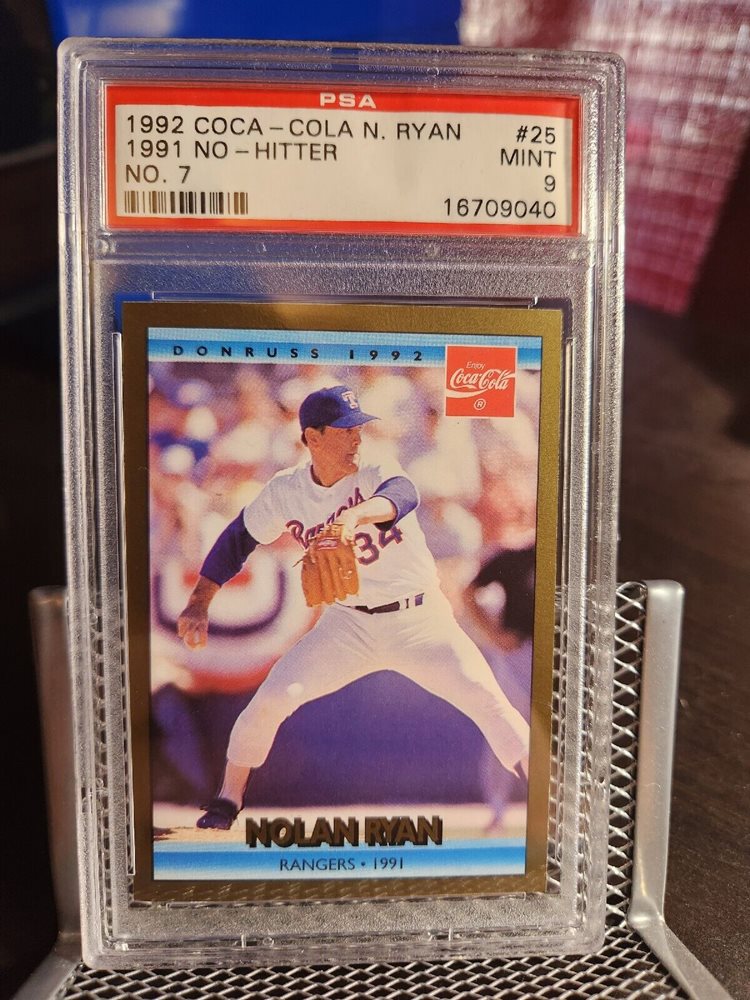 PSA
1992 COCA-COLA N. RYAN #25
1991 NO-HITTER MINT
NO. 7 9
16709040
DONRUSS 1992
Enjoy
Coca-Cola
®
T
Rangers
34
NOLAN RYAN
RANGERS • 1991